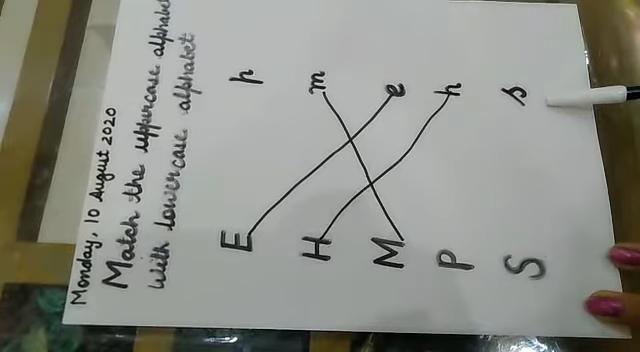 Monday, 10 August 2020
Match the uppercase alphabet
with lowercase alphabet
E p
H m
M e
P h
S s